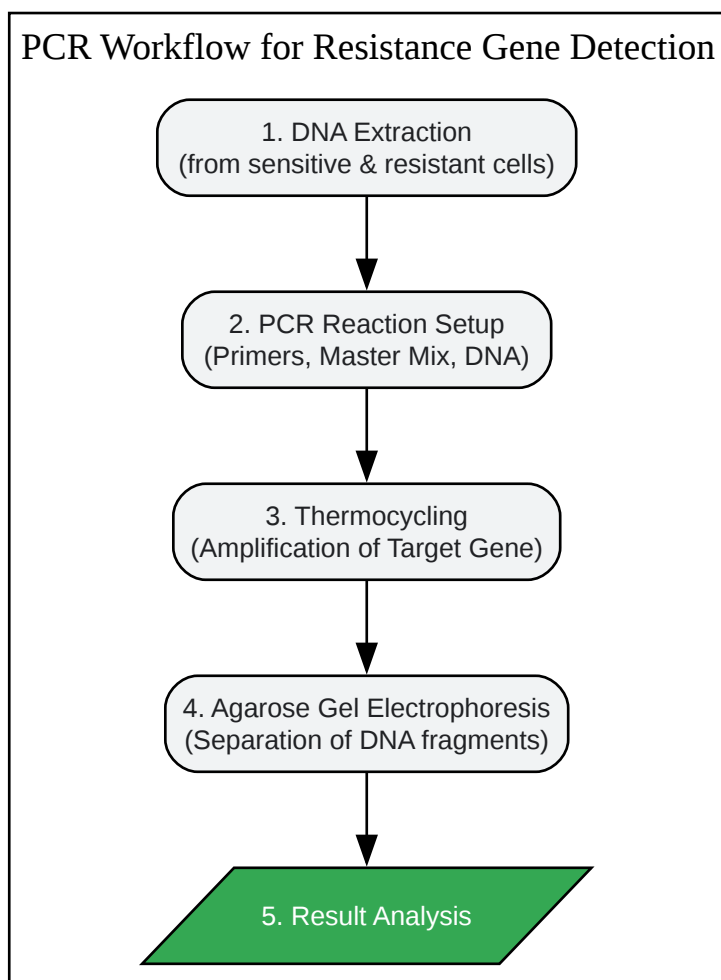 PCR Workflow for Resistance Gene Detection
1. DNA Extraction
(from sensitive & resistant cells)
2. PCR Reaction Setup
(Primers, Master Mix, DNA)
3. Thermocycling
(Amplification of Target Gene)
4. Agarose Gel Electrophoresis
(Separation of DNA fragments)
5. Result Analysis